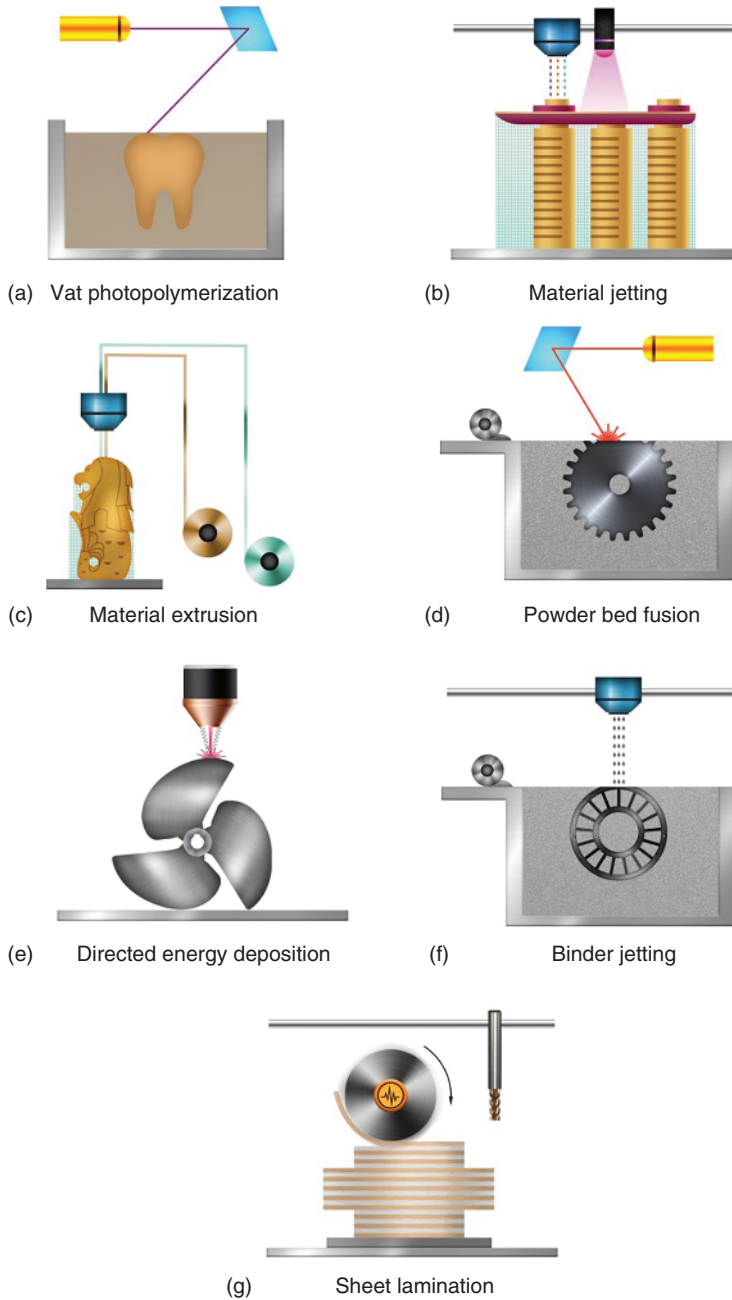 (a) Vat photopolymerization
(b) Material jetting
(c) Material extrusion
(d) Powder bed fusion
(e) Directed energy deposition
(f) Binder jetting
(g) Sheet lamination